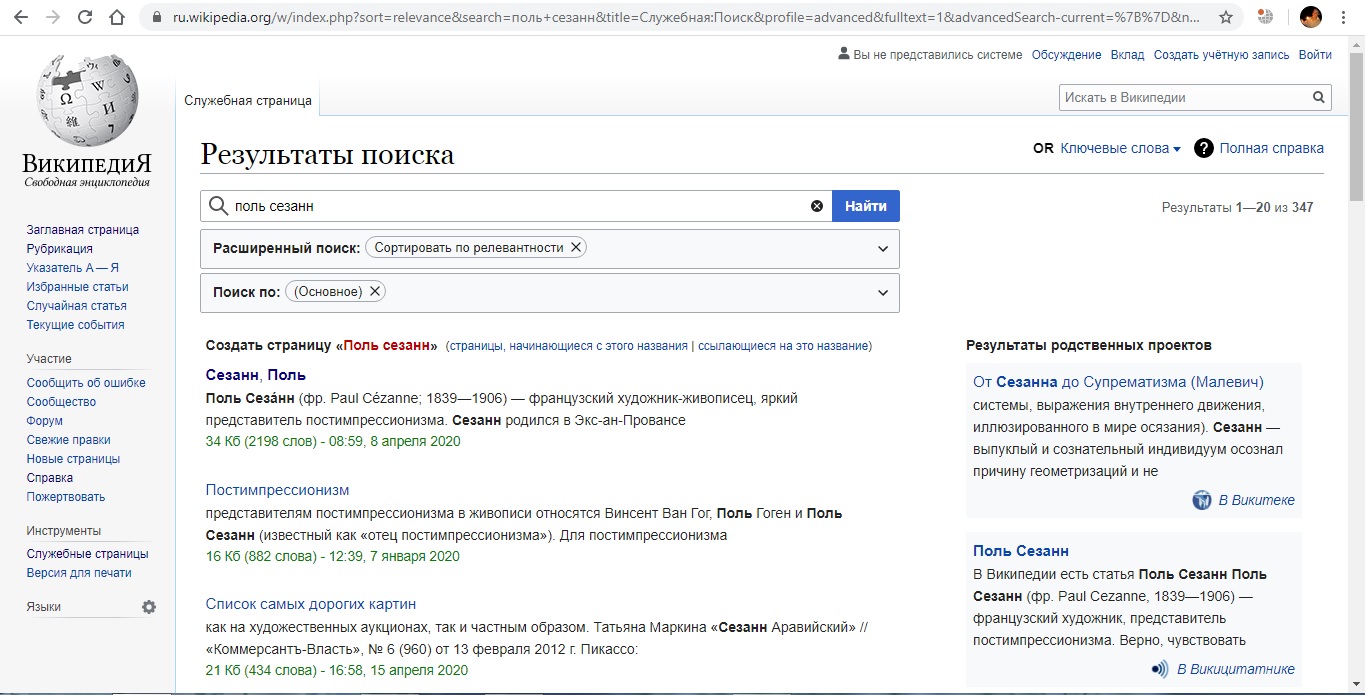 ru.wikipedia.org/w/index.php?sort=relevance&search=поль+сезанн&title=Служебная:Поиск&profile=advanced&fulltext=1&advancedSearch-current=%7B%7D&n...
Вы не представились системе Обсуждение Вклад Создать учётную запись Войти
Служебная страница
Искать в Википедии
ВикипедиЯ
Свободная энциклопедия
Заглавная страница
Рубрикация
Указатель А — Я
Избранные статьи
Случайная статья
Текущие события
Участие
Сообщить об ошибке
Сообщество
Форум
Свежие правки
Новые страницы
Справка
Пожертвовать
Инструменты
Служебные страницы
Версия для печати
Языки
Результаты поиска
OR Ключевые слова ? Полная справка
поль сезанн Найти
Результаты 1—20 из 347
Расширенный поиск: Сортировать по релевантности
Поиск по: (Основное)
Создать страницу «Поль сезанн» (страницы, начинающиеся с этого названия | ссылающиеся на это название)
Сезанн, Поль
Поль Сеза́нн (фр. Paul Cézanne; 1839—1906) — французский художник-живописец, яркий
представитель постимпрессионизма. Сезанн родился в Экс-ан-Провансе
34 Кб (2198 слов) - 08:59, 8 апреля 2020
Постимпрессионизм
представителям постимпрессионизма в живописи относятся Винсент Ван Гог, Поль Гоген и Поль
Сезанн (известный как «отец постимпрессионизма»). Для постимпрессионизма
16 Кб (882 слова) - 12:39, 7 января 2020
Список самых дорогих картин
как на художественных аукционах, так и частным образом. Татьяна Маркина «Сезанн Аравийский» //
«Коммерсантъ-Власть», № 6 (960) от 13 февраля 2012 г. Пикассо:
21 Кб (434 слова) - 16:58, 15 апреля 2020
Результаты родственных проектов
От Сезанна до Супрематизма (Малевич)
системы, выражения внутреннего движения,
иллюзированного в мире осязания). Сезанн —
выпуклый и сознательный индивидуум осознал
причину геометризаций и не
В Викитеке
Поль Сезанн
В Википедии есть статья Поль Сезанн Поль
Сезанн (фр. Paul Cezanne, 1839—1906) —
французский художник, представитель
постимпрессионизма. Верно, чувствовать
В Викицитатнике